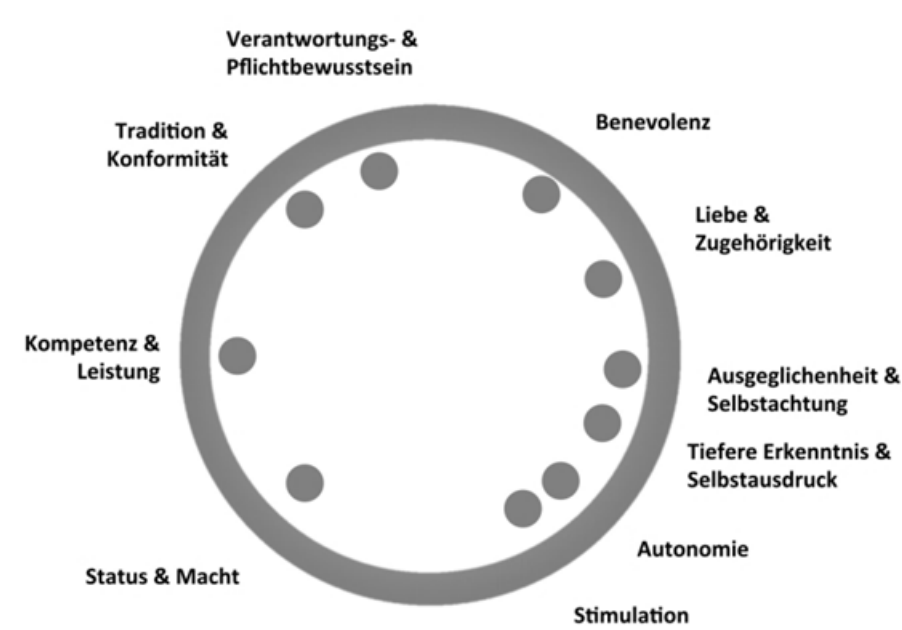 Verantwortungs- &
Pflichtbewusstsein
Benevolenz
Tradition &
Konformität
Liebe &
Zugehörigkeit
Kompetenz &
Leistung
Ausgeglichenheit &
Selbstachtung
Tiefere Erkenntnis &
Selbstausdruck
Autonomie
Status & Macht
Stimulation